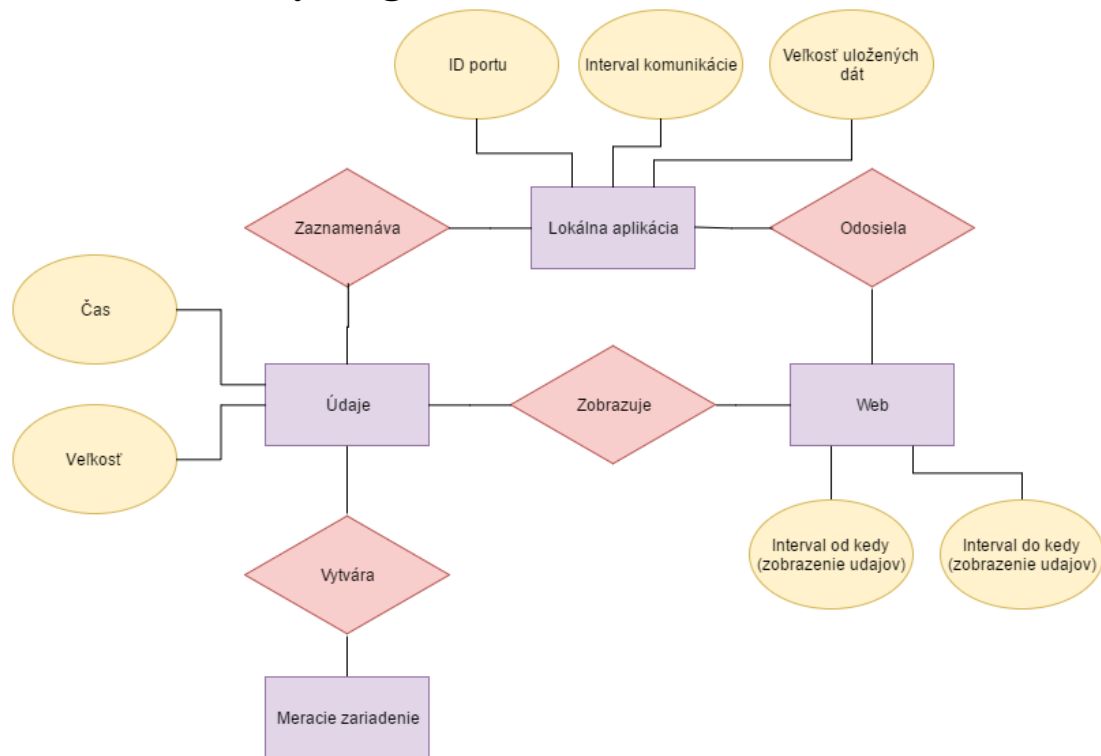 ID portu
Interval komunikácie
Veľkosť uložených
dát
Zaznamenáva
Lokálna aplikácia
Odosiela
Čas
Údaje
Zobrazuje
Web
Veľkosť
Interval od kedy
(zobrazenie udajov)
Interval do kedy
(zobrazenie udajov)
Vytvára
Meracie zariadenie